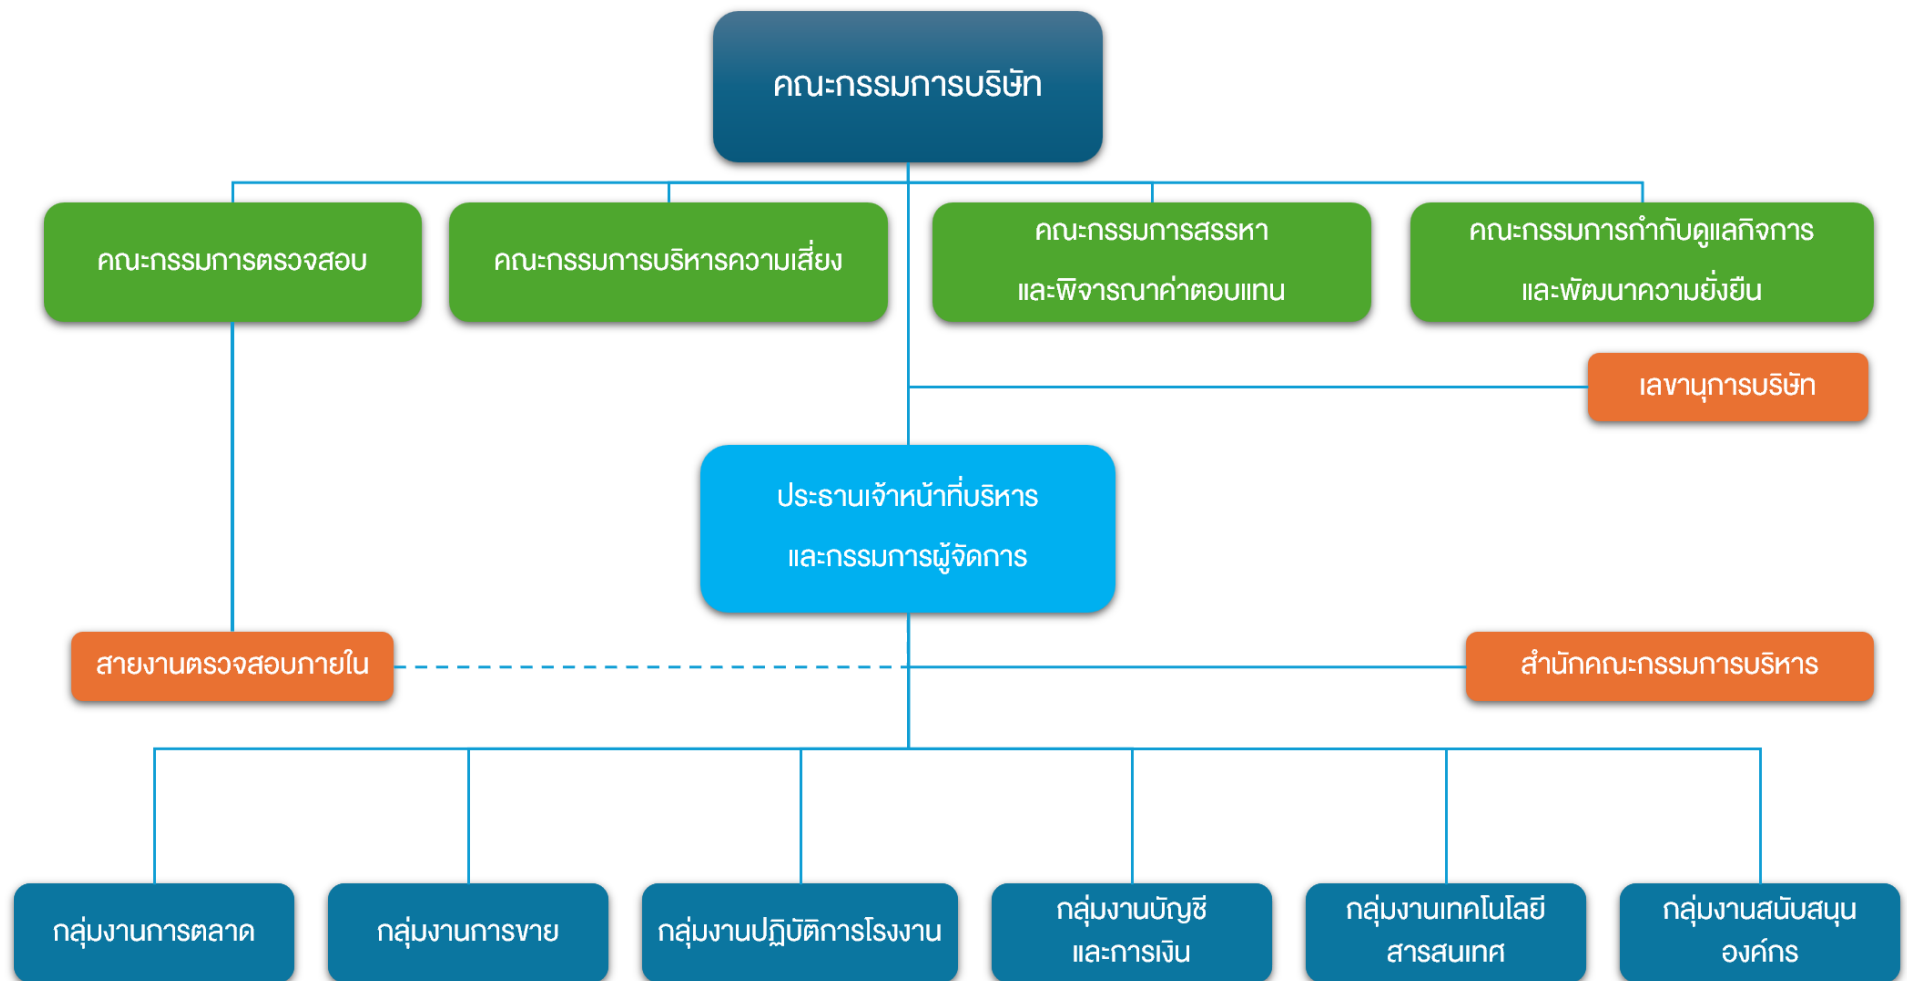 คณะกรรมการบริษัท
คณะกรรมการตรวจสอบ
คณะกรรมการบริหารความเสี่ยง
คณะกรรมการสรรหา
และพิจารณาค่าตอบแทน
คณะกรรมการกำกับดูแลกิจการ
และพัฒนาความยั่งยืน
เลขานุการบริษัท
ประธานเจ้าหน้าที่บริหาร
และกรรมการผู้จัดการ
สายงานตรวจสอบภายใน
สำนักคณะกรรมการบริหาร
กลุ่มงานการตลาด
กลุ่มงานการขาย
กลุ่มงานปฏิบัติการโรงงาน
กลุ่มงานบัญชี
และการเงิน
กลุ่มงานเทคโนโลยี
สารสนเทศ
กลุ่มงานสนับสนุน
องค์กร